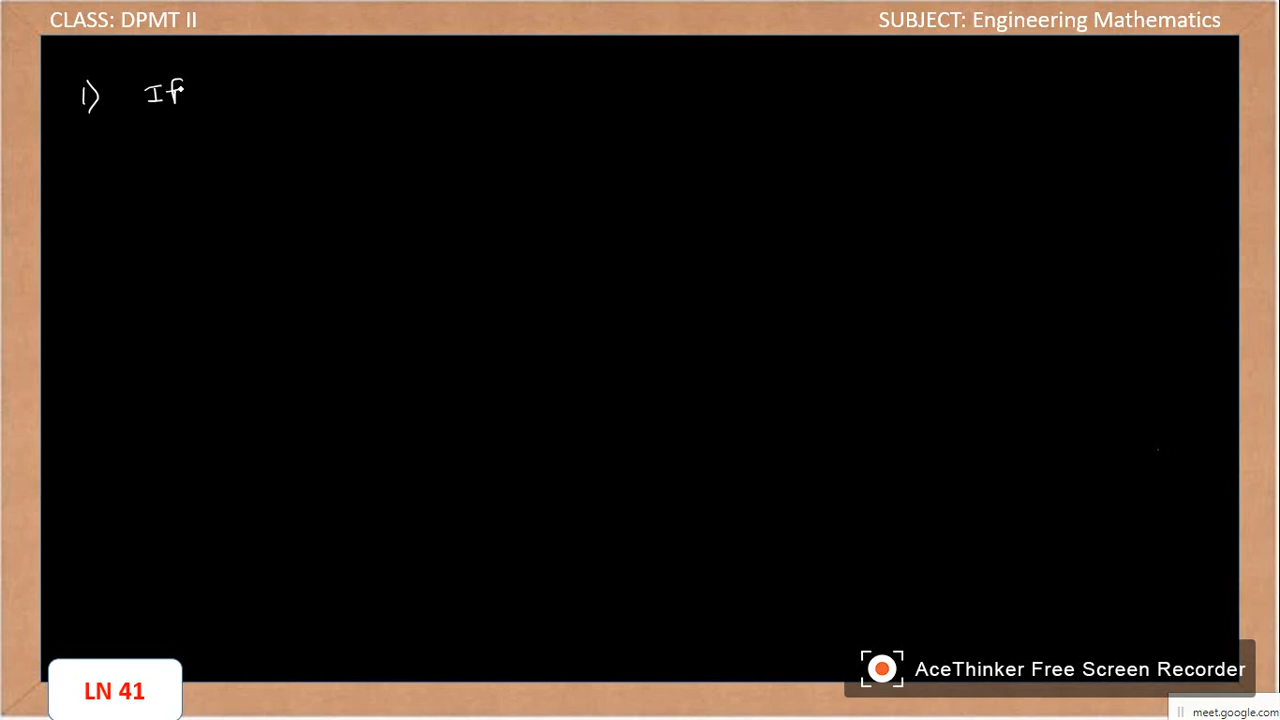 CLASS: DPMT II
SUBJECT: Engineering Mathematics
1) If
LN 41
AceThinker Free Screen Recorder
meet.google.com